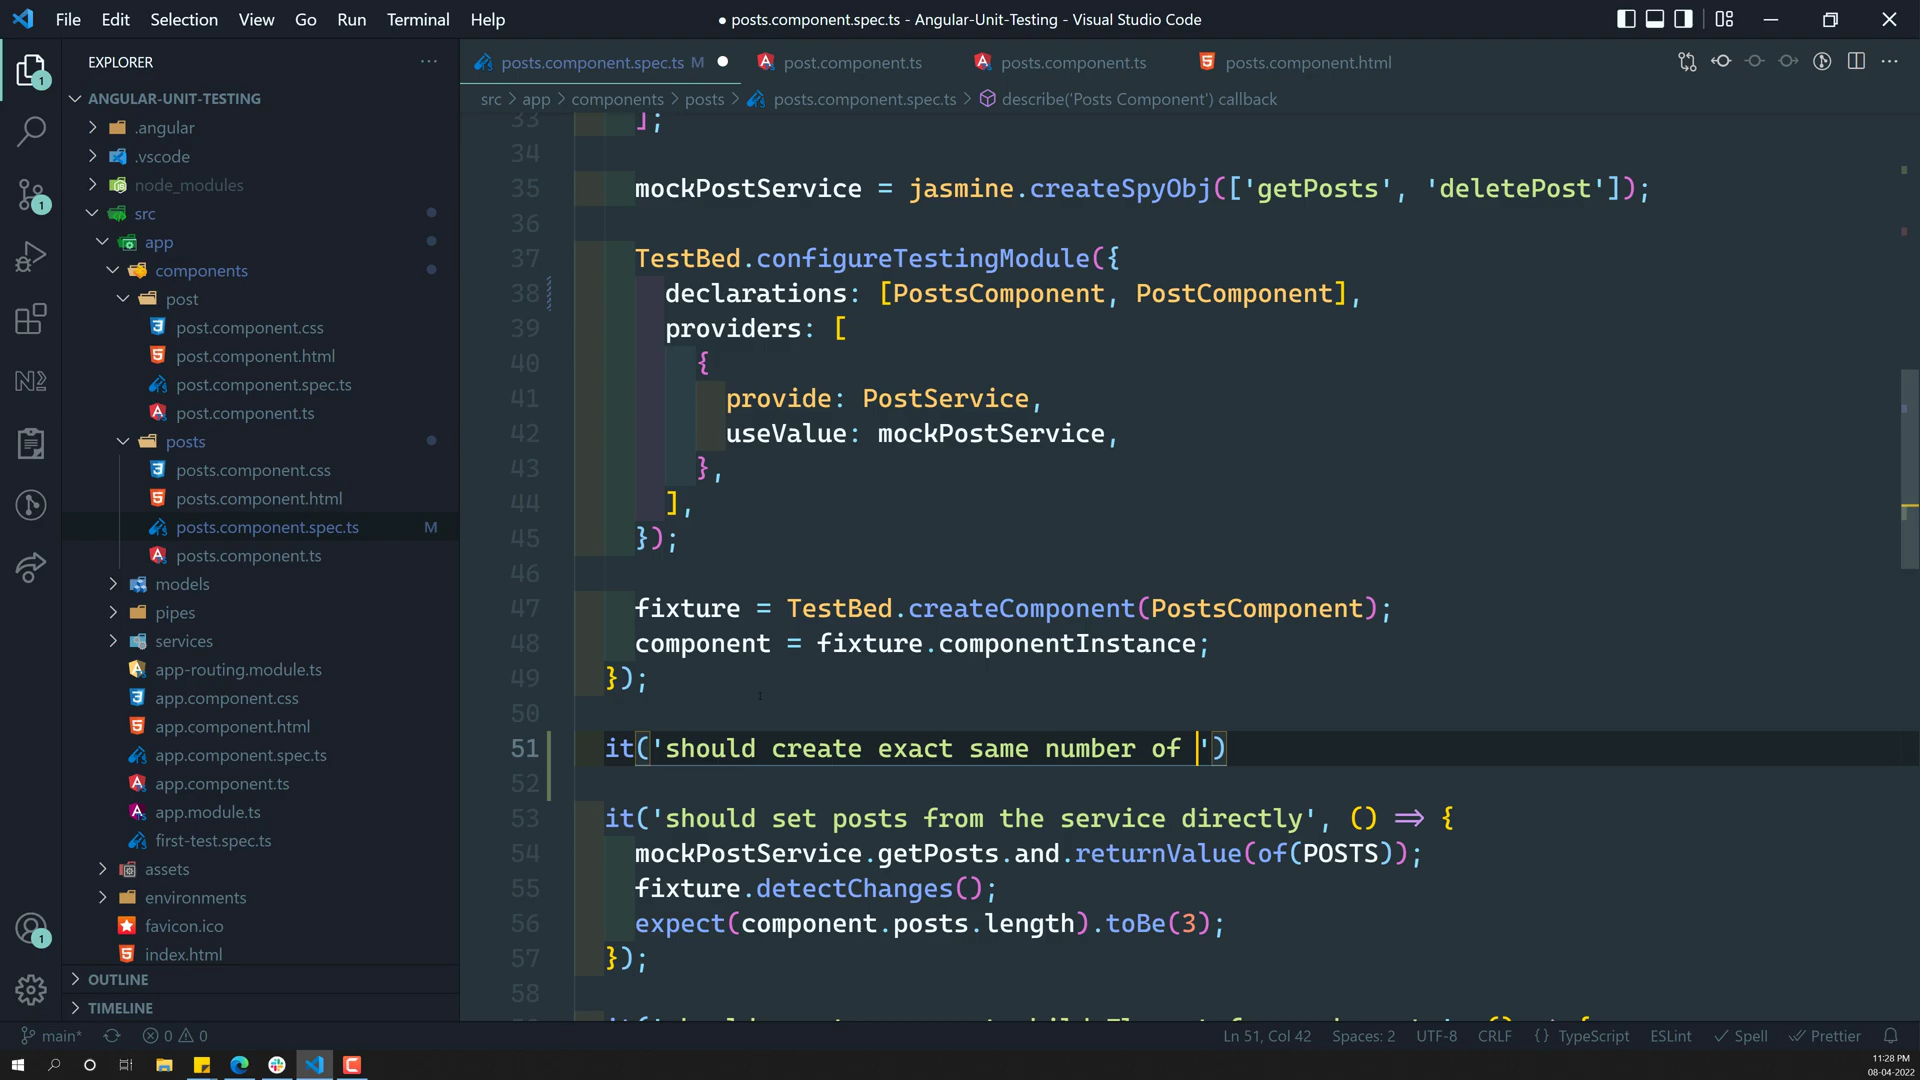 File Edit Selection View Go Run Terminal Help
● posts.component.spec.ts - Angular-Unit-Testing - Visual Studio Code
EXPLORER
ANGULAR-UNIT-TESTING
.angular
.vscode
node_modules
src
app
components
post
post.component.css
post.component.html
post.component.spec.ts
post.component.ts
posts
posts.component.css
posts.component.html
posts.component.spec.ts M
posts.component.ts
models
pipes
services
app-routing.module.ts
app.component.css
app.component.html
app.component.spec.ts
app.component.ts
app.module.ts
first-test.spec.ts
assets
environments
favicon.ico
index.html
OUTLINE
TIMELINE
posts.component.spec.ts M
post.component.ts
posts.component.ts
posts.component.html
src > app > components > posts > posts.component.spec.ts > describe('Posts Component') callback
33 ];
34
35 mockPostService = jasmine.createSpyObj(['getPosts', 'deletePost']);
36
37 TestBed.configureTestingModule({
38 declarations: [PostsComponent, PostComponent],
39 providers: [
40 {
41 provide: PostService,
42 useValue: mockPostService,
43 },
44 ],
45 });
46
47 fixture = TestBed.createComponent(PostsComponent);
48 component = fixture.componentInstance;
49 });
50
51 it('should create exact same number of ')
52
53 it('should set posts from the service directly', () => {
54 mockPostService.getPosts.and.returnValue(of(POSTS));
55 fixture.detectChanges();
56 expect(component.posts.length).toBe(3);
57 });
58
main* 0 0
Ln 51, Col 42 Spaces: 2 UTF-8 CRLF {} TypeScript ESLint Spell Prettier
11:28 PM
08-04-2022